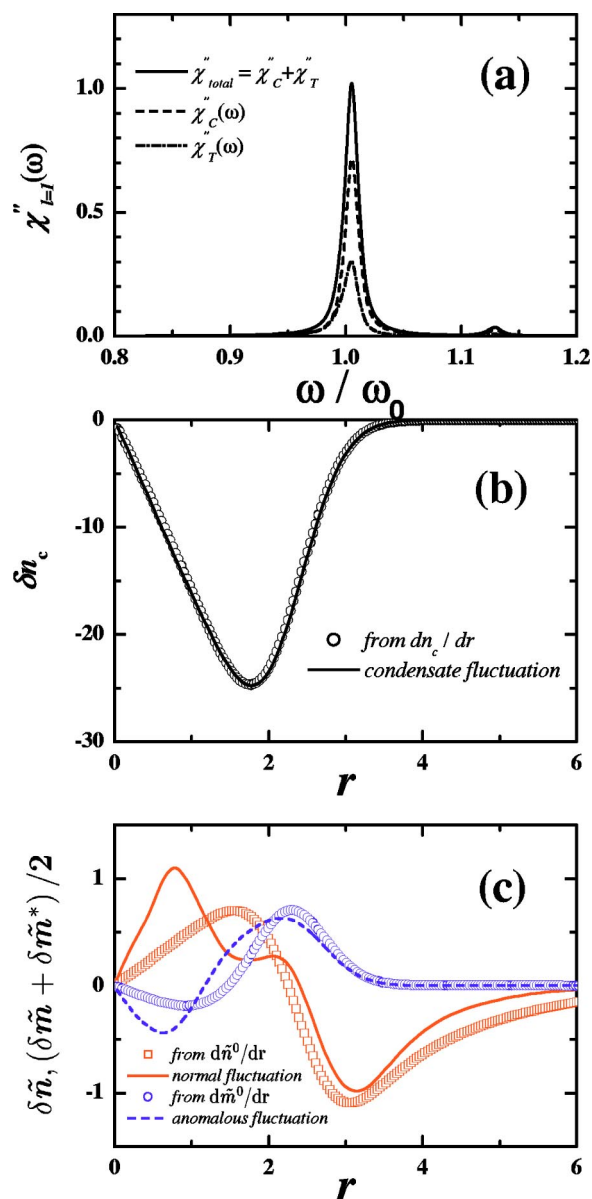 (a)
χ''total = χ''C + χ''T
χ''C(ω)
χ''T(ω)
χ''l=1(ω)
1.0
0.5
0.0
0.8 0.9 1.0 1.1 1.2
ω / ω0
(b)
0
-10
-20
-30
δnc
from dnc / dr
condensate fluctuation
0 2 4 6
r
(c)
1
0
-1
δñ, (δm̃ + δm̃*) /2
from dñ⁰/dr
normal fluctuation
from dm̃⁰/dr
anomalous fluctuation
0 2 4 6
r